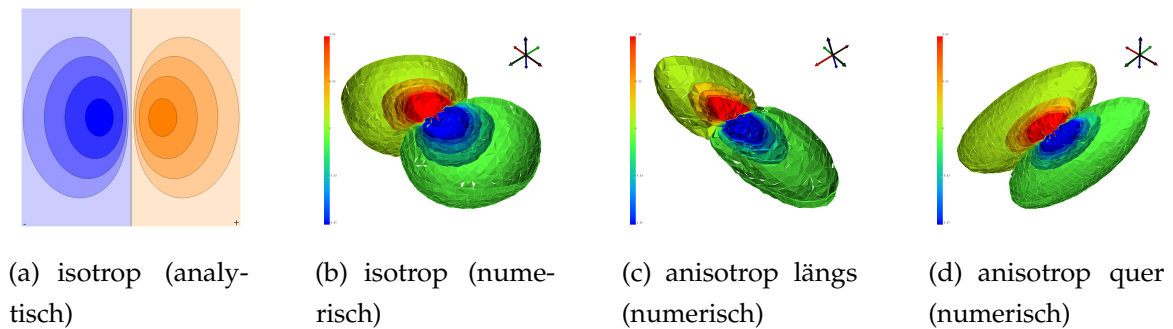 -
+
(a) isotrop (analy-
tisch)
(b) isotrop (nume-
risch)
(c) anisotrop längs
(numerisch)
(d) anisotrop quer
(numerisch)